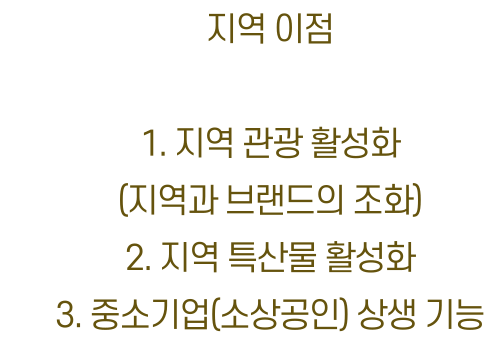 지역 이점
1. 지역 관광 활성화
(지역과 브랜드의 조화)
2. 지역 특산물 활성화
3. 중소기업(소상공인) 상생 기능